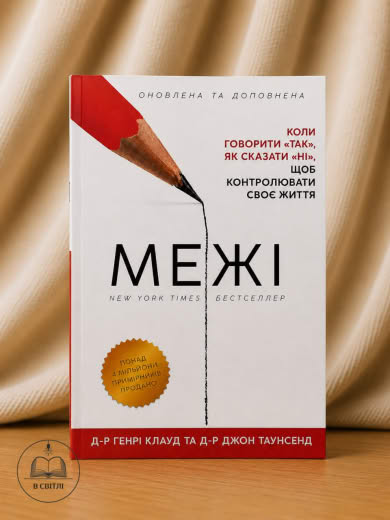 ОНОВЛЕНА ТА ДОПОВНЕНА
КОЛИ
ГОВОРИТИ «ТАК»,
ЯК СКАЗАТИ «НІ»,
ЩОБ
КОНТРОЛЮВАТИ
СВОЄ ЖИТТЯ
МЕЖІ
NEW YORK TIMES БЕСТСЕЛЛЕР
ПОНАД
4 МІЛЬЙОНИ
ПРИМІРНИКІВ
ПРОДАНО!
Д-Р ГЕНРІ КЛАУД ТА Д-Р ДЖОН ТАУНСЕНД
В СВІТЛІ